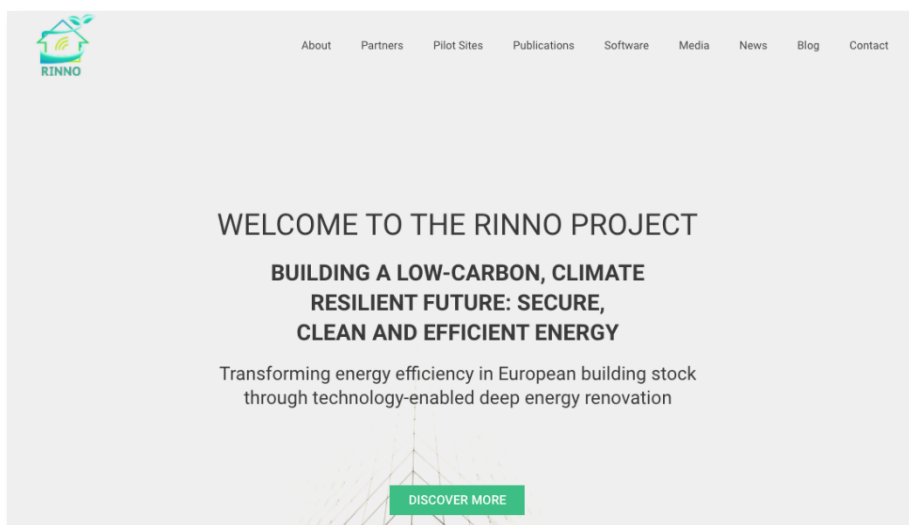 RINNO
About Partners Pilot Sites Publications Software Media News Blog Contact
WELCOME TO THE RINNO PROJECT
BUILDING A LOW-CARBON, CLIMATE
RESILIENT FUTURE: SECURE,
CLEAN AND EFFICIENT ENERGY
Transforming energy efficiency in European building stock
through technology-enabled deep energy renovation
DISCOVER MORE